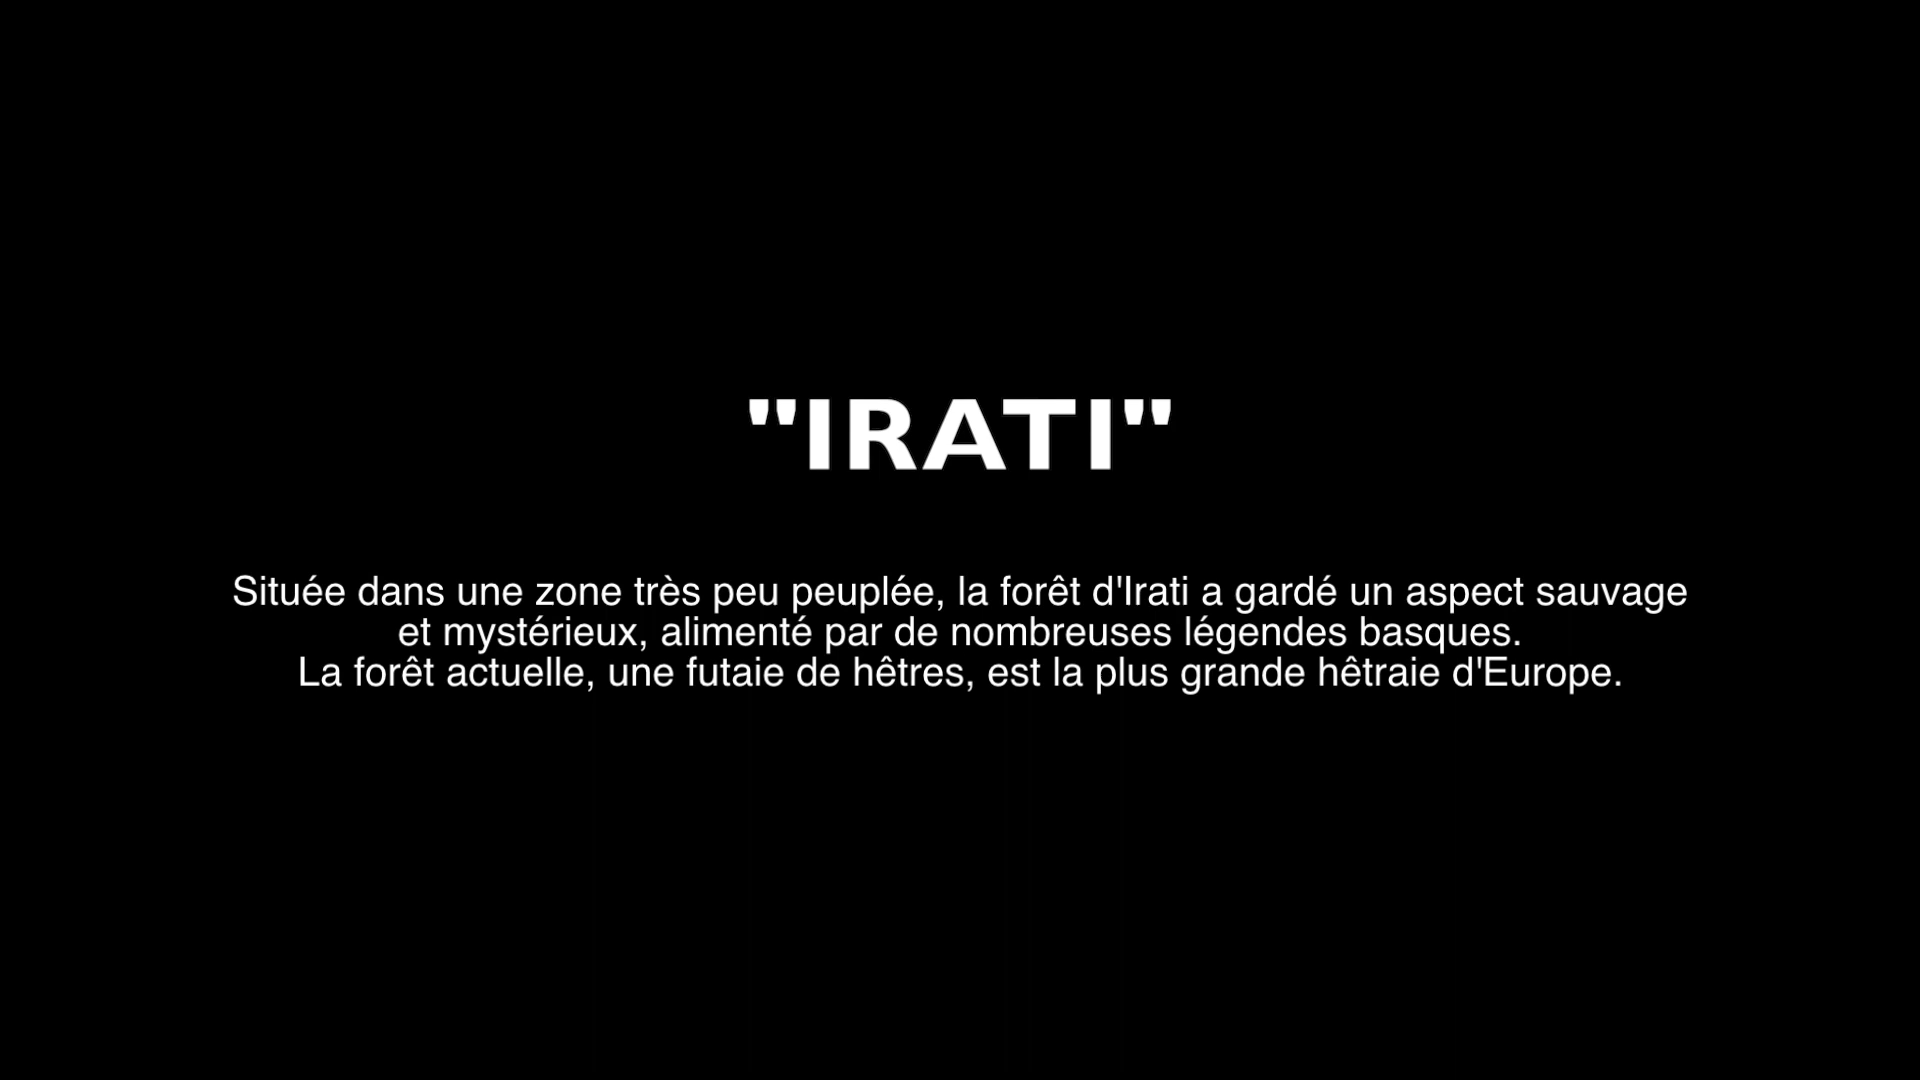 "IRATI"
Située dans une zone très peu peuplée, la forêt d'Irati a gardé un aspect sauvage
et mystérieux, alimenté par de nombreuses légendes basques.
La forêt actuelle, une futaie de hêtres, est la plus grande hêtraie d'Europe.